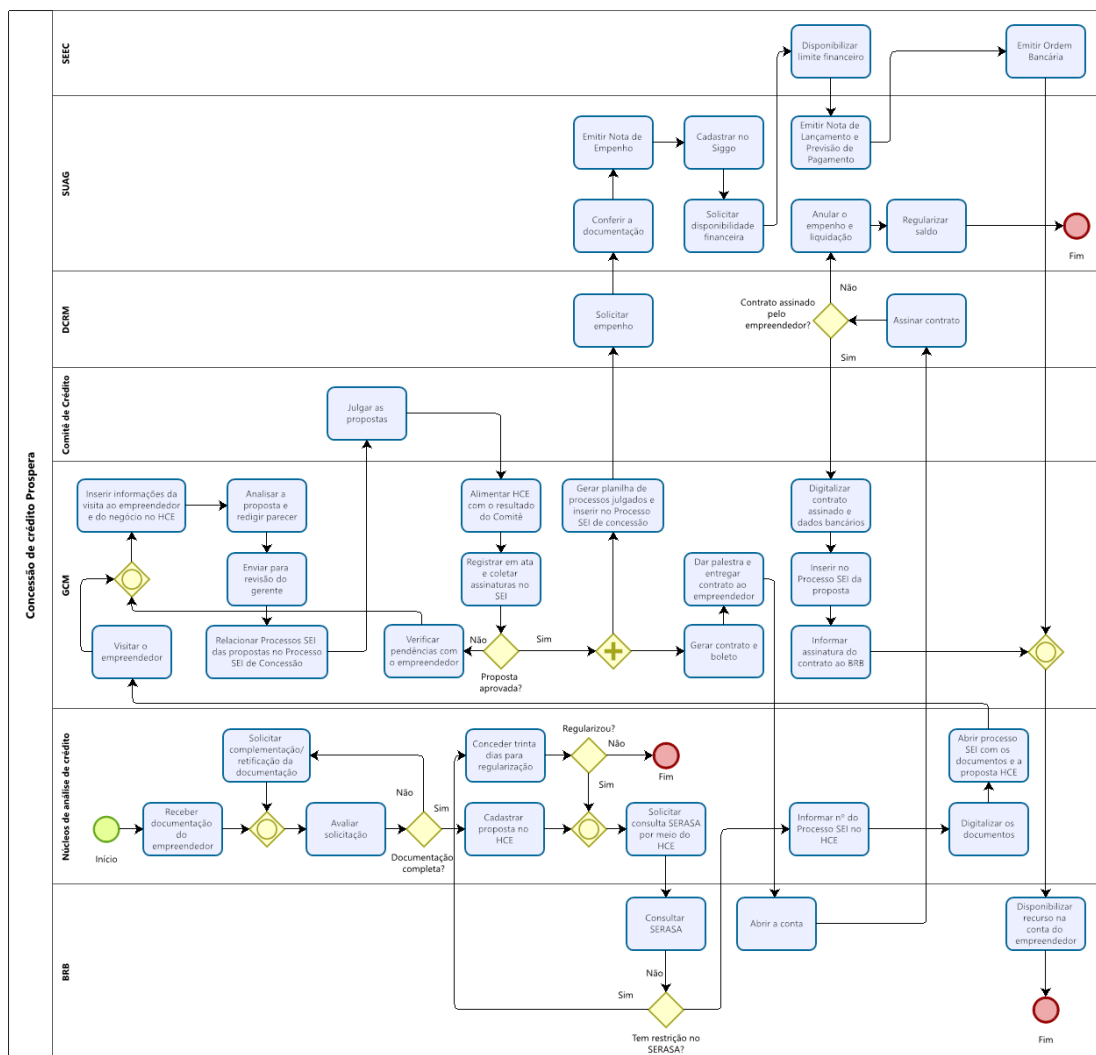 Concessão de crédito Prospera
SEEC
Disponibilizar
limite financeiro
Emitir Ordem
Bancária
SUAG
Emitir Nota de
Empenho
Cadastrar no
Siggo
Emitir Nota de
Lançamento e
Previsão de
Pagamento
Conferir a
documentação
Solicitar
disponibilidade
financeira
Anular o
empenho e
liquidação
Regularizar
saldo
Fim
DCRM
Solicitar
empenho
Contrato assinado
pelo
empreendedor?
Não
Sim
Assinar contrato
Comitê de Crédito
Julgar as
propostas
GCM
Inserir informações da
visita ao empreendedor
e do negócio no HCE
Analisar a
proposta e
redigir parecer
Alimentar HCE
com o resultado
do Comitê
Gerar planilha de
processos julgados e
inserir no Processo
SEI de concessão
Digitalizar
contrato
assinado e
dados bancários
Enviar para
revisão do
gerente
Registrar em ata
e coletar
assinaturas no
SEI
Dar palestra e
entregar
contrato ao
empreendedor
Inserir no
Processo SEI da
proposta
Visitar o
empreendedor
Relacionar Processos SEI
das propostas no Processo
SEI de Concessão
Verificar
pendências com
o empreendedor
Não
Sim
Proposta
aprovada?
Gerar contrato e
boleto
Informar
assinatura do
contrato ao BRB
Núcleos de análise de crédito
Solicitar
complementação/
retificação da
documentação
Conceder trinta
dias para
regularização
Regularizou?
Não
Sim
Fim
Abrir processo
SEI com os
documentos e a
proposta HCE
Início
Receber
documentação
do
empreendedor
Avaliar
solicitação
Não
Sim
Documentação
completa?
Cadastrar
proposta no
HCE
Solicitar
consulta SERASA
por meio do
HCE
Informar nº do
Processo SEI no
HCE
Digitalizar os
documentos
BRB
Consultar
SERASA
Abrir a conta
Disponibilizar
recurso na
conta do
empreendedor
Não
Sim
Tem restrição no
SERASA?
Fim